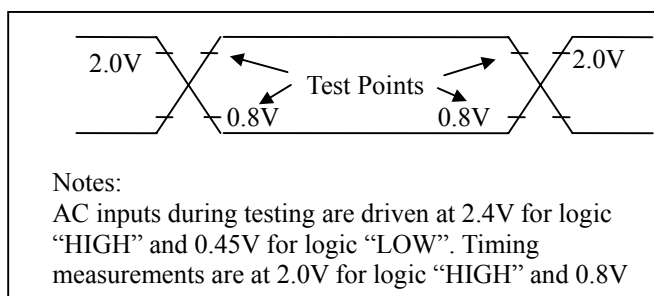 2.0V 2.0V
Test Points
0.8V 0.8V
Notes:
AC inputs during testing are driven at 2.4V for logic
“HIGH” and 0.45V for logic “LOW”. Timing
measurements are at 2.0V for logic “HIGH” and 0.8V